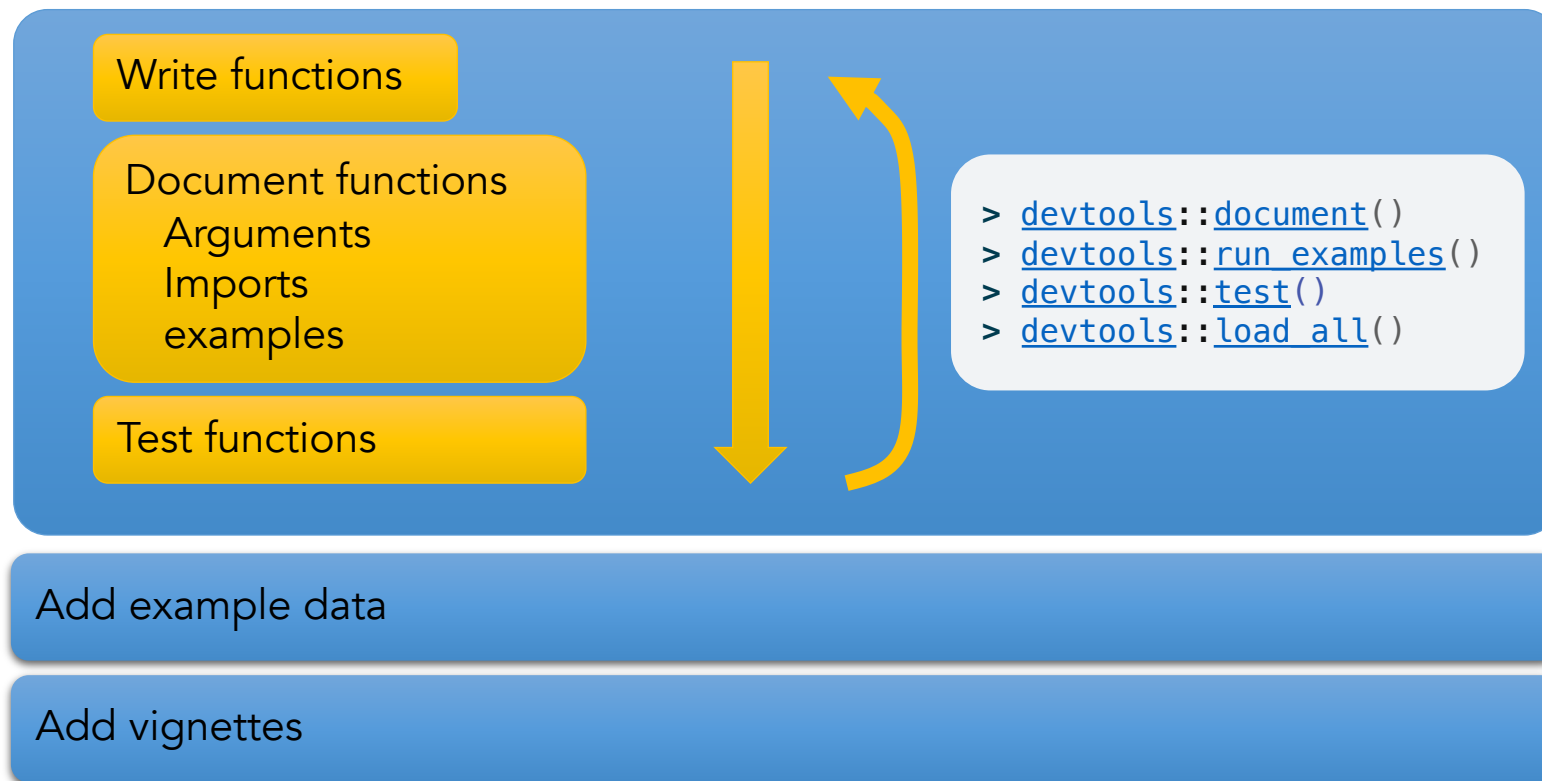 Write functions
Document functions
Arguments
Imports
examples
Test functions
> devtools::document()
> devtools::run_examples()
> devtools::test()
> devtools::load_all()
Add example data
Add vignettes